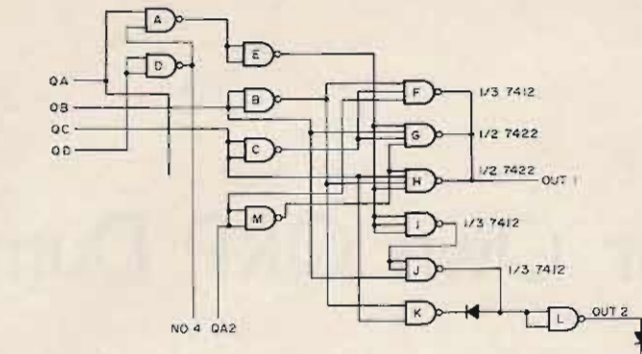 A
D
E
QA
B
F
1/3 7412
QB
QC
G
1/2 7422
QD
C
1/2 7422
H
OUT 1
M
I
1/3 7412
J
1/3 7412
K
L
OUT 2
NO 4
QA2